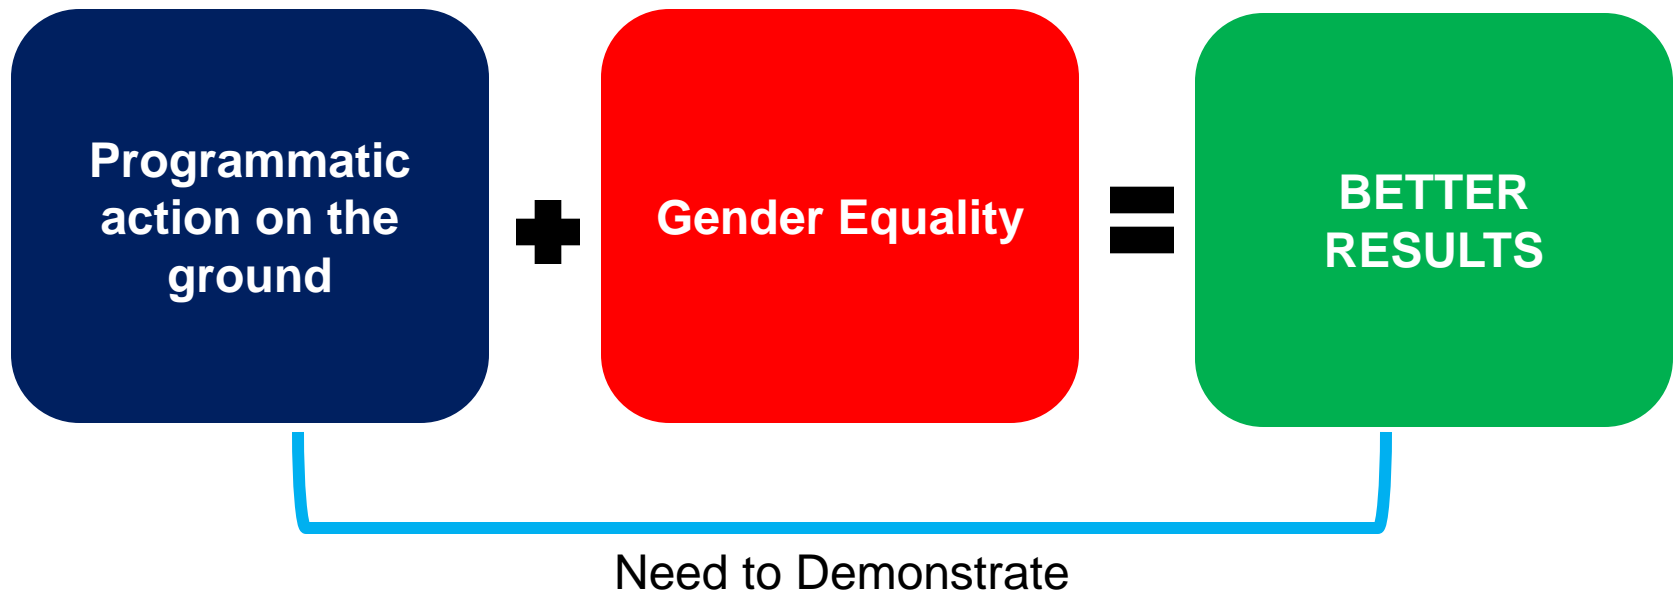 Programmatic
action on the
ground
Gender Equality
BETTER
RESULTS
Need to Demonstrate